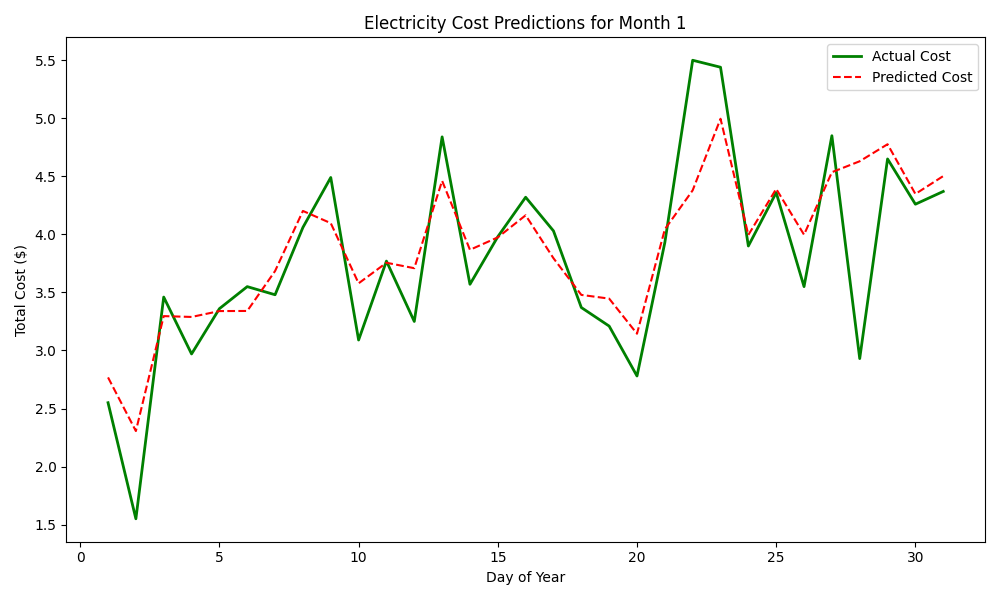 Electricity Cost Predictions for Month 1
Actual Cost
Predicted Cost
Total Cost ($)
5.5
5.0
4.5
4.0
3.5
3.0
2.5
2.0
1.5
0 5 10 15 20 25 30
Day of Year